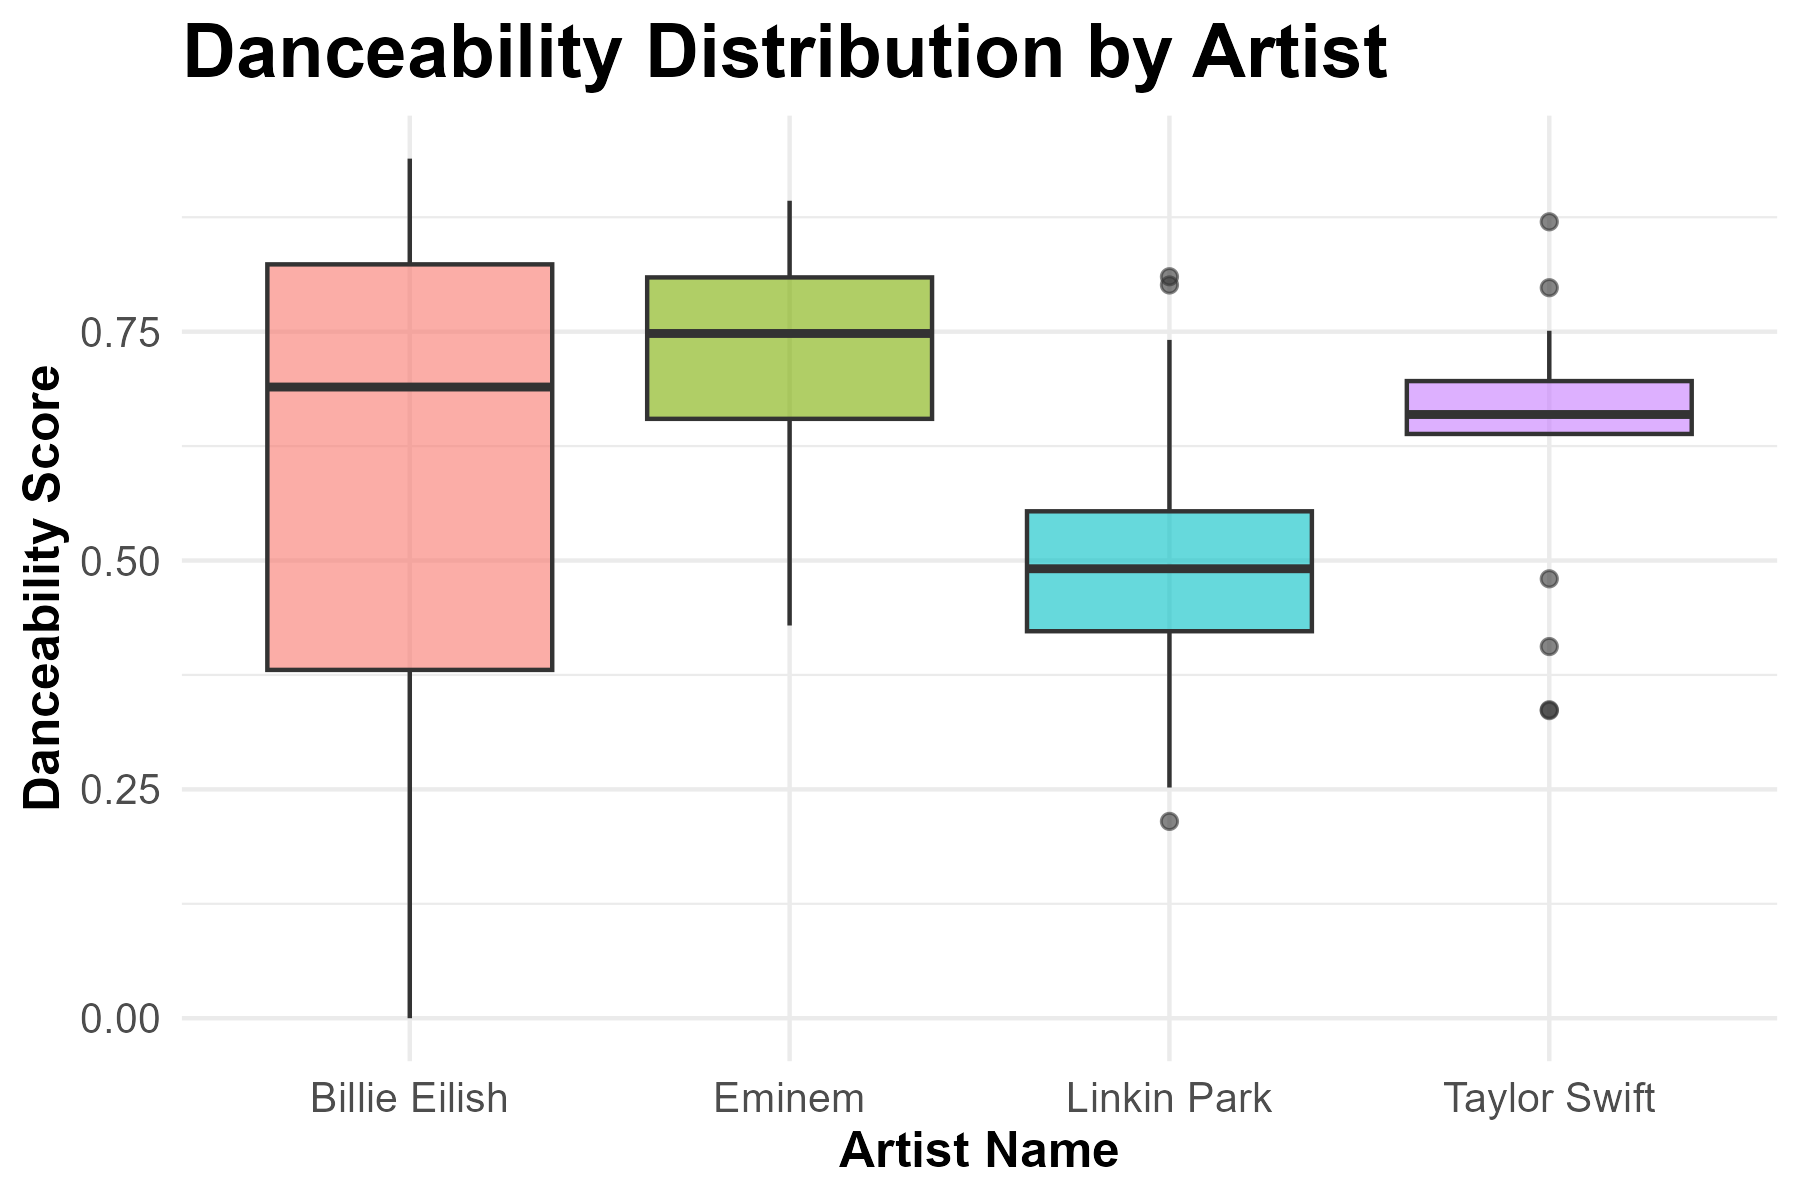 Danceability Distribution by Artist
Danceability Score
0.75
0.50
0.25
0.00
Billie Eilish
Eminem
Linkin Park
Taylor Swift
Artist Name